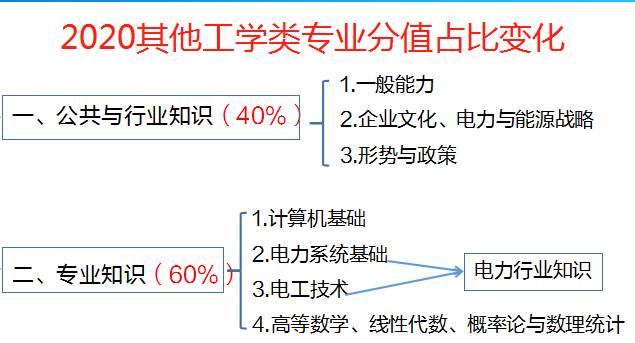 2020其他工学类专业分值占比变化
一、公共与行业知识（40%）
1.一般能力
2.企业文化、电力与能源战略
3.形势与政策
二、专业知识（60%）
1.计算机基础
2.电力系统基础
3.电工技术
4.高等数学、线性代数、概率论与数理统计
电力行业知识